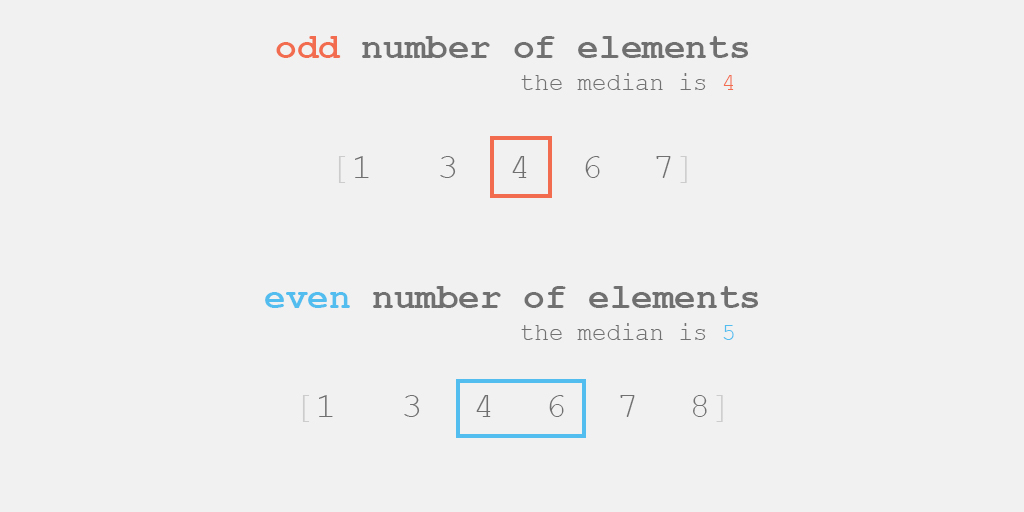 odd number of elements
the median is 4
[1 3 4 6 7]
even number of elements
the median is 5
[1 3 4 6 7 8]